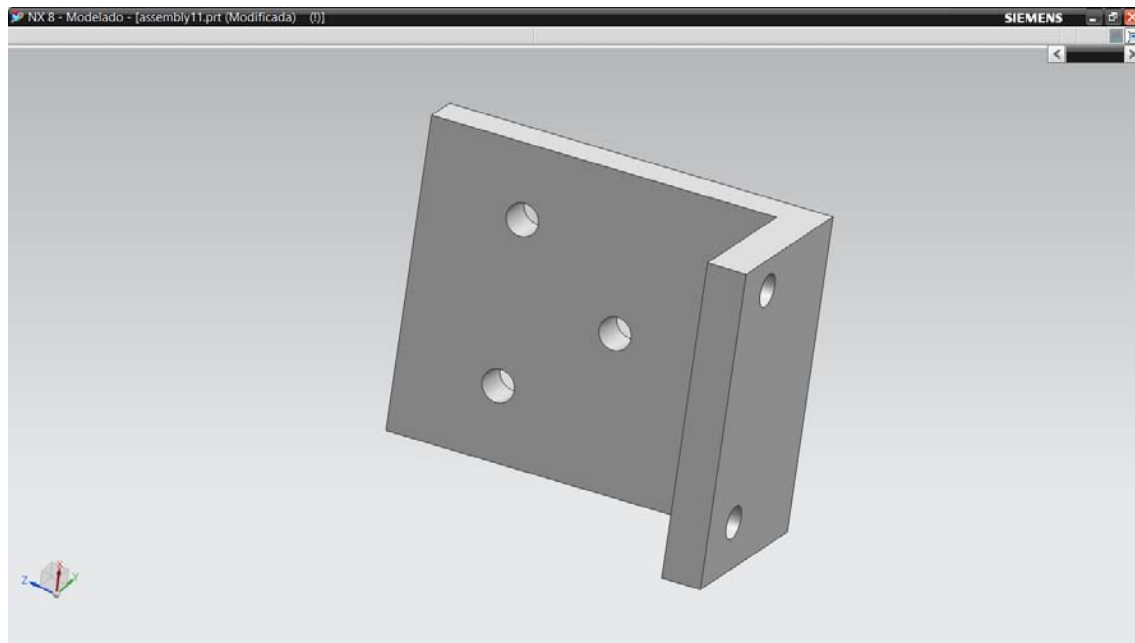 NX 8 - Modelado - [assembly11.prt (Modificada) (!)]
SIEMENS
X
Z
Y